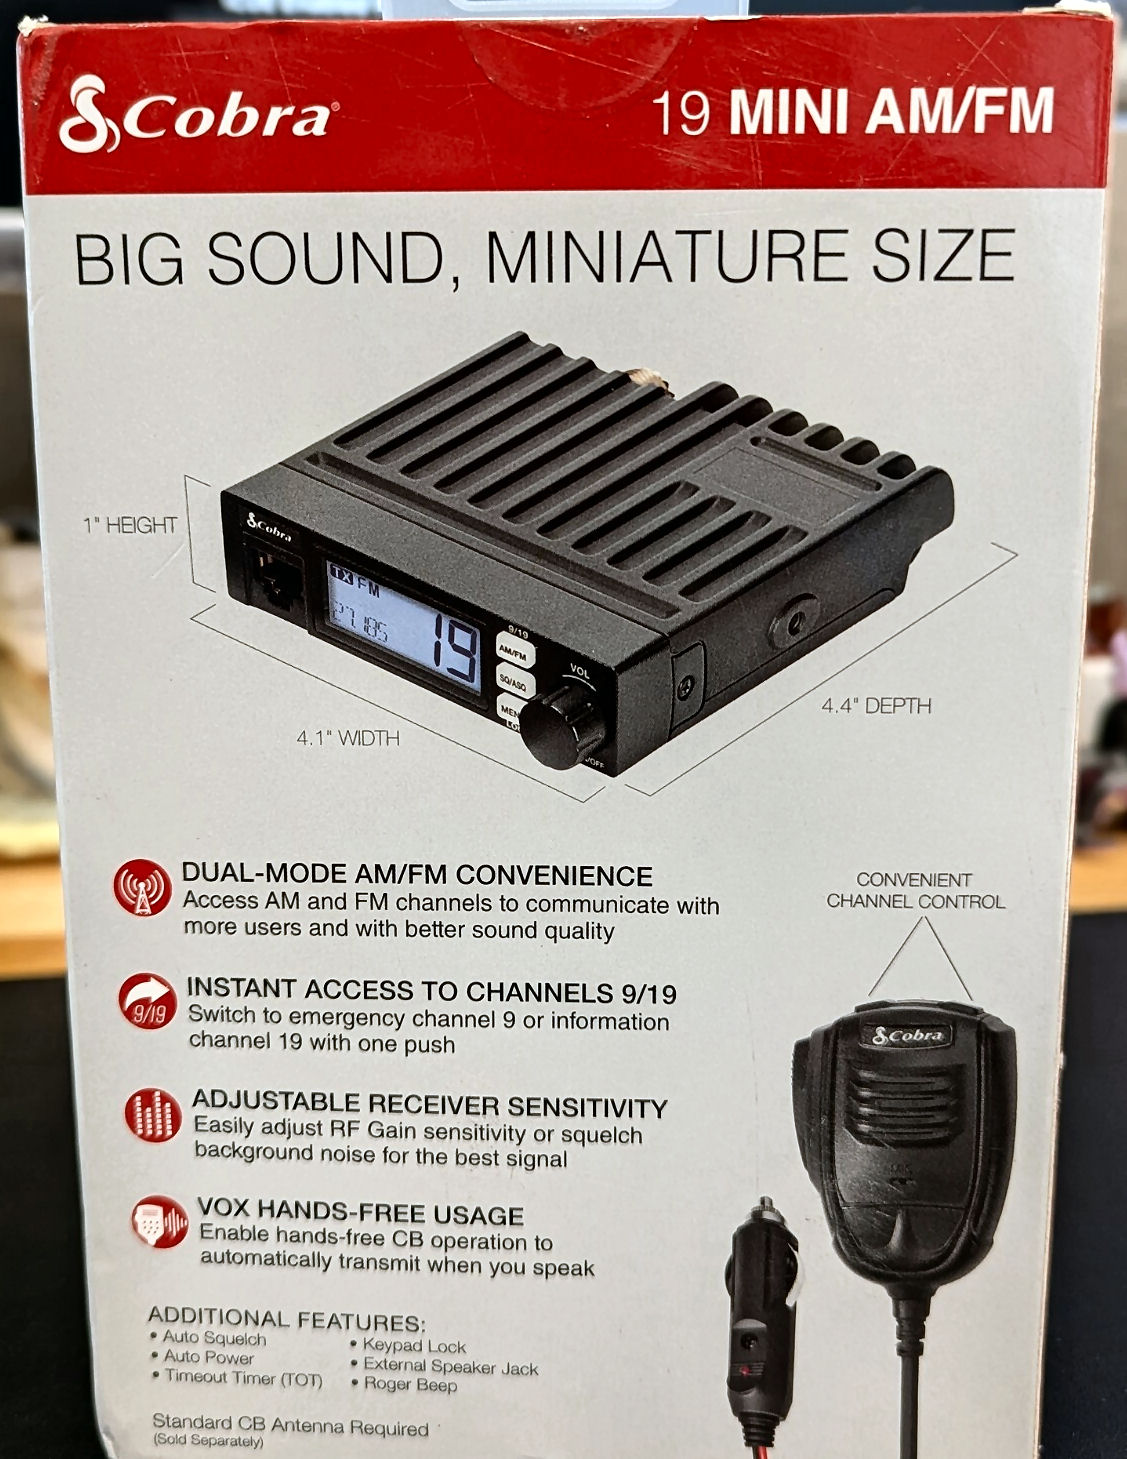 Cobra®
19 MINI AM/FM
BIG SOUND, MINIATURE SIZE
1" HEIGHT
Cobra
TX FM
27.185
19
9/19
AM/FM
SQ/ASQ
VOL
4.1" WIDTH
4.4" DEPTH
DUAL-MODE AM/FM CONVENIENCE
Access AM and FM channels to communicate with
more users and with better sound quality
9/19
INSTANT ACCESS TO CHANNELS 9/19
Switch to emergency channel 9 or information
channel 19 with one push
ADJUSTABLE RECEIVER SENSITIVITY
Easily adjust RF Gain sensitivity or squelch
background noise for the best signal
VOX HANDS-FREE USAGE
Enable hands-free CB operation to
automatically transmit when you speak
CONVENIENT
CHANNEL CONTROL
Cobra
ADDITIONAL FEATURES:
• Auto Squelch
• Auto Power
• Timeout Timer (TOT)
• Keypad Lock
• External Speaker Jack
• Roger Beep
Standard CB Antenna Required
(Sold Separately)